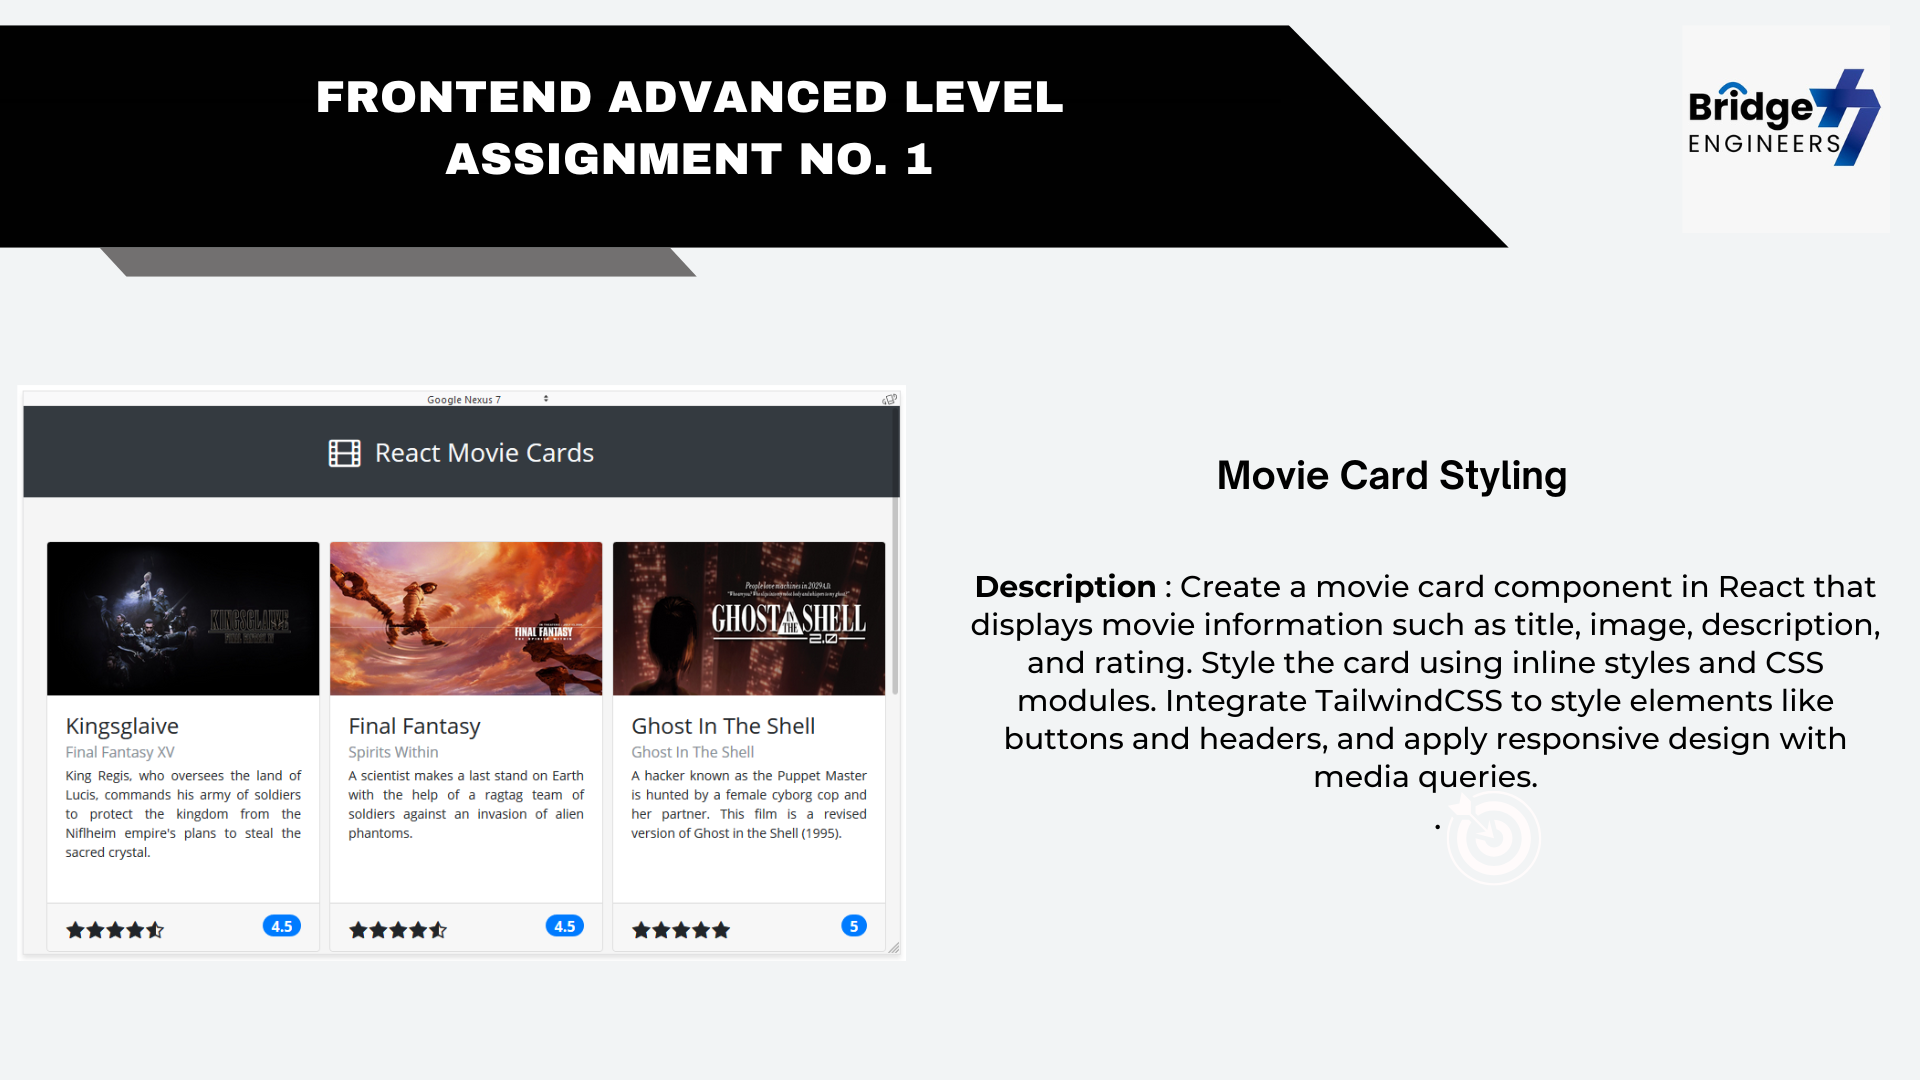 FRONTEND ADVANCED LEVEL
ASSIGNMENT NO. 1
Bridge
ENGINEERS
Google Nexus 7
React Movie Cards
KINGSGLAIVE
FINAL FANTASY
GHOST IN THE SHELL
2.0
Kingsglaive
Final Fantasy XV
King Regis, who oversees the land of
Lucis, commands his army of soldiers
to protect the kingdom from the
Niflheim empire's plans to steal the
sacred crystal.
4.5
Final Fantasy
Spirits Within
A scientist makes a last stand on Earth
with the help of a ragtag team of
soldiers against an invasion of alien
phantoms.
4.5
Ghost In The Shell
Ghost In The Shell
A hacker known as the Puppet Master
is hunted by a female cyborg cop and
her partner. This film is a revised
version of Ghost in the Shell (1995).
5
Movie Card Styling
Description : Create a movie card component in React that
displays movie information such as title, image, description,
and rating. Style the card using inline styles and CSS
modules. Integrate TailwindCSS to style elements like
buttons and headers, and apply responsive design with
media queries.
.